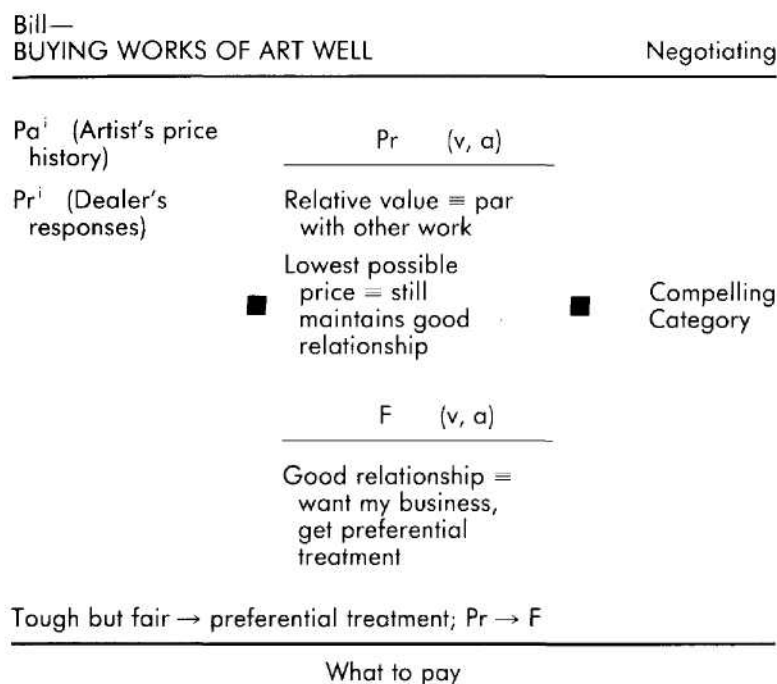 Bill—
BUYING WORKS OF ART WELL Negotiating
Paⁱ (Artist's price
history)
Prⁱ (Dealer's
responses)
Pr (v, a)
Relative value ≡ par
with other work
Lowest possible
price ≡ still
maintains good
relationship
■ ■
Compelling
Category
F (v, a)
Good relationship ≡
want my business,
get preferential
treatment
Tough but fair → preferential treatment; Pr → F
What to pay